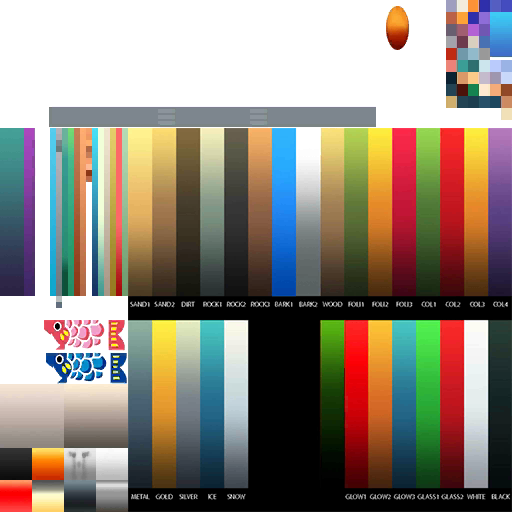 SAND1 SAND2 DIRT ROCK1 ROCK2 ROCK3 BARK1 BARK2 WOOD FOLI1 FOLI2 FOLI3 COL1 COL2 COL3 COL4
METAL GOLD SILVER ICE SNOW GLOW1 GLOW2 GLOW3 GLASS1 GLASS2 WHITE BLACK